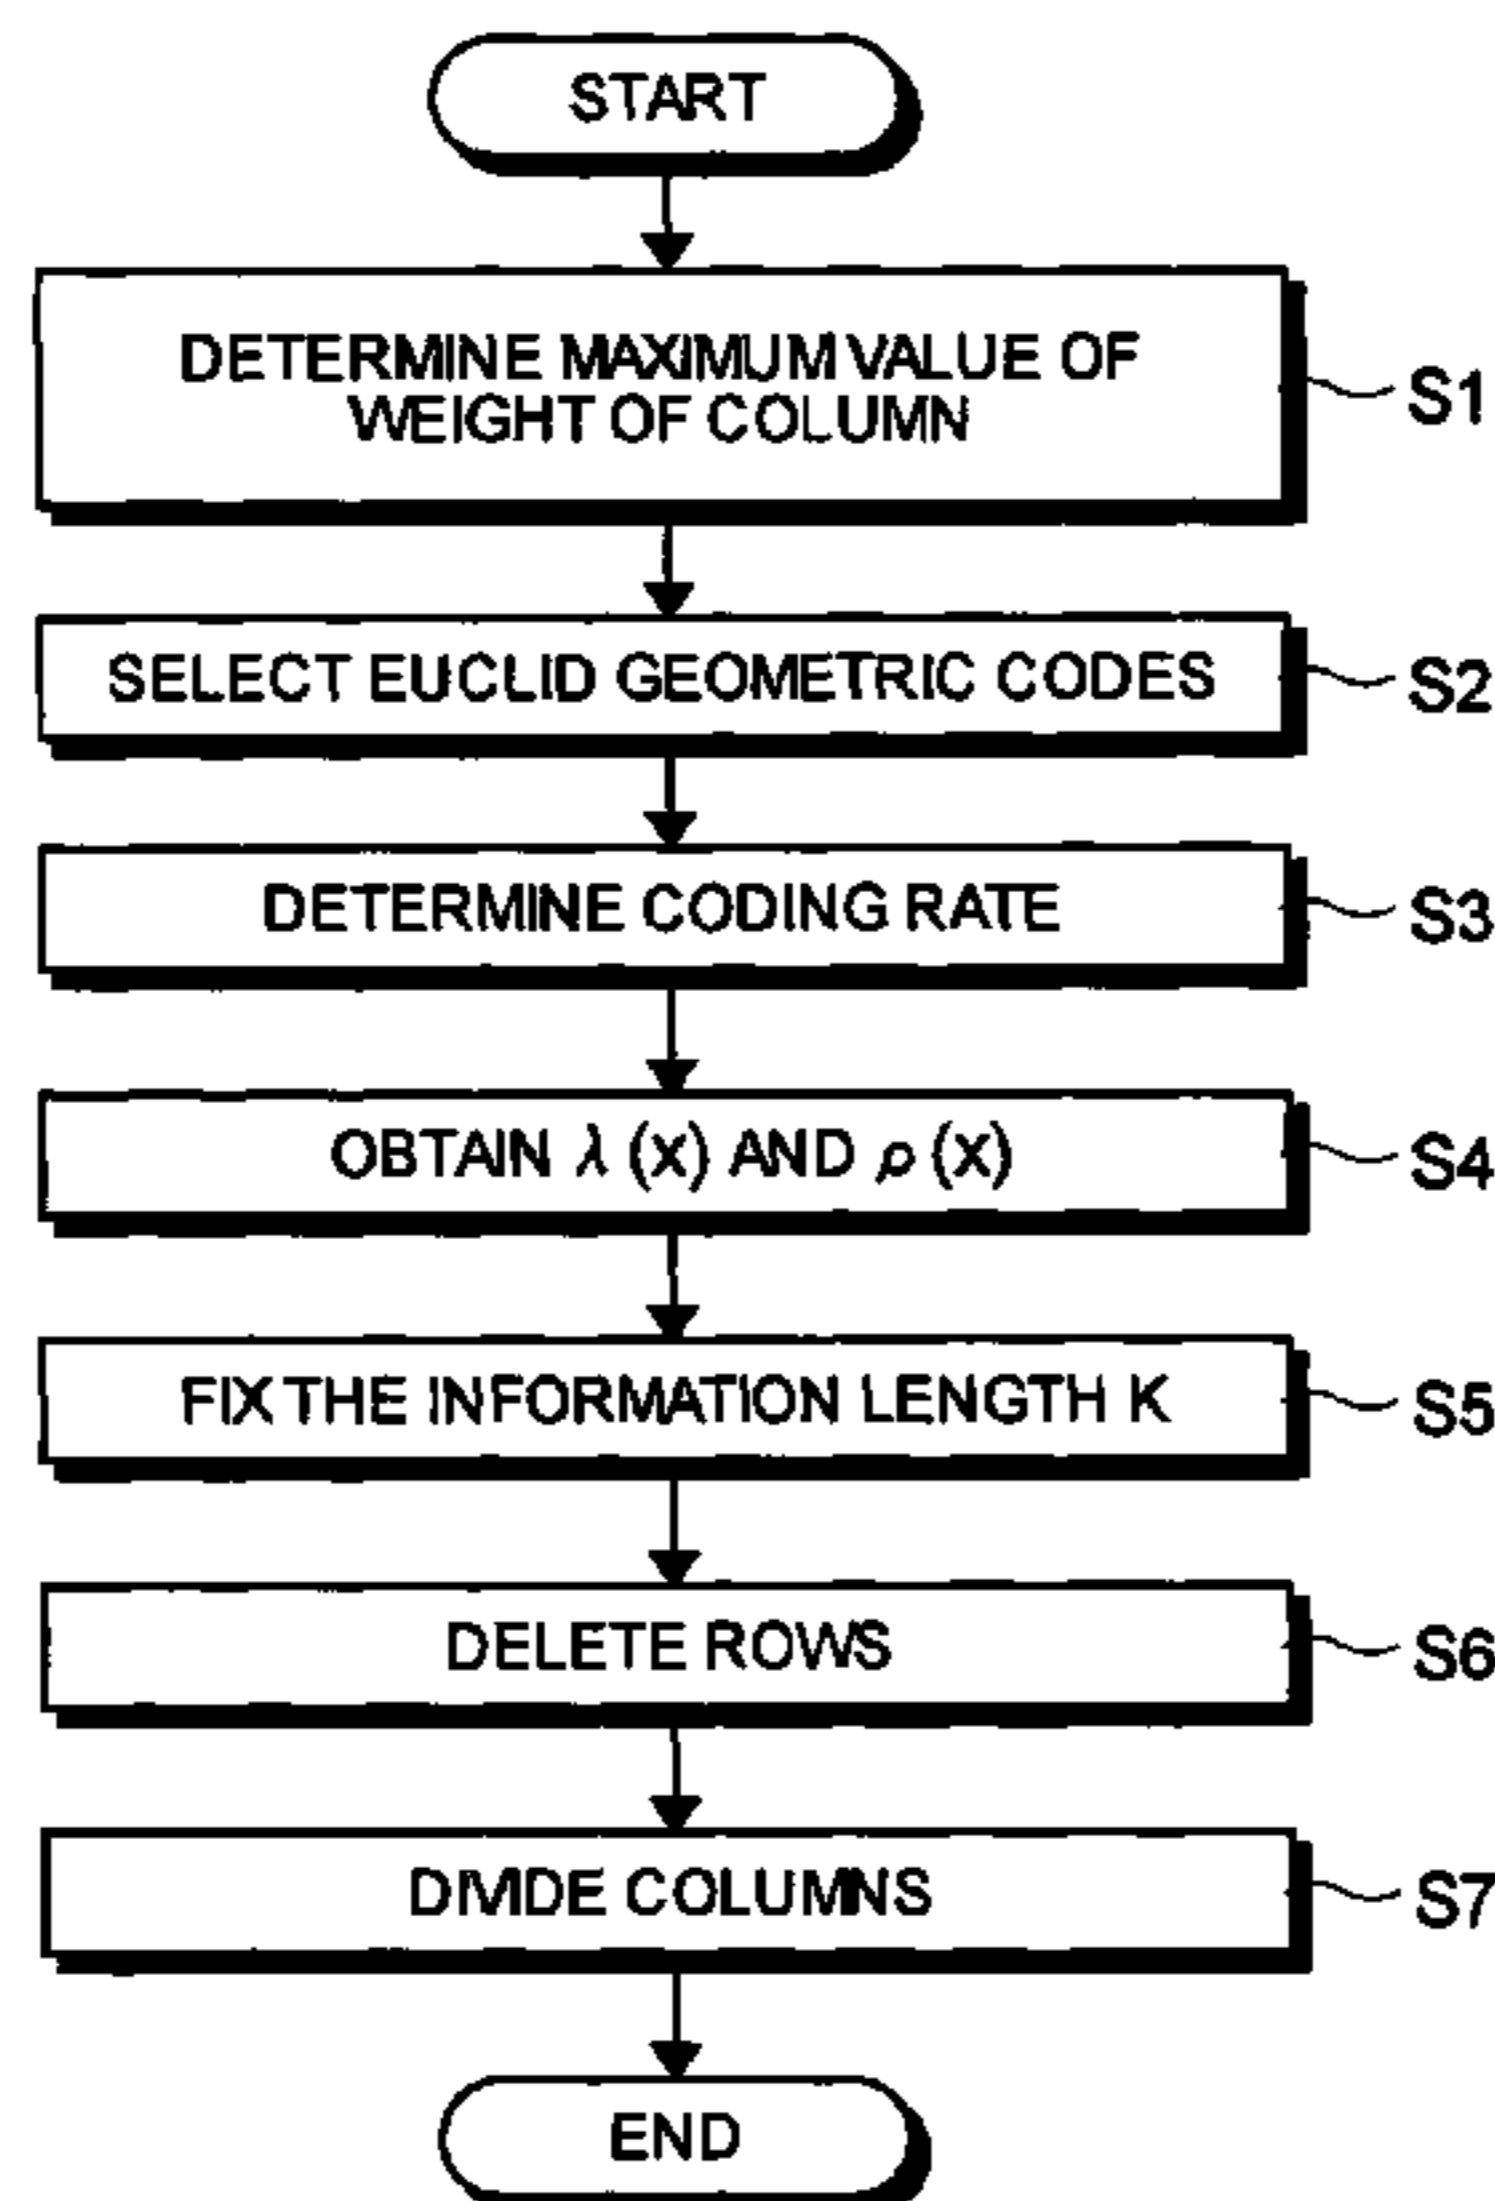 START
DETERMINE MAXIMUM VALUE OF
WEIGHT OF COLUMN
S1
SELECT EUCLID GEOMETRIC CODES
S2
DETERMINE CODING RATE
S3
OBTAIN λ (x) AND ρ (x)
S4
FIX THE INFORMATION LENGTH K
S5
DELETE ROWS
S6
DIVIDE COLUMNS
S7
END